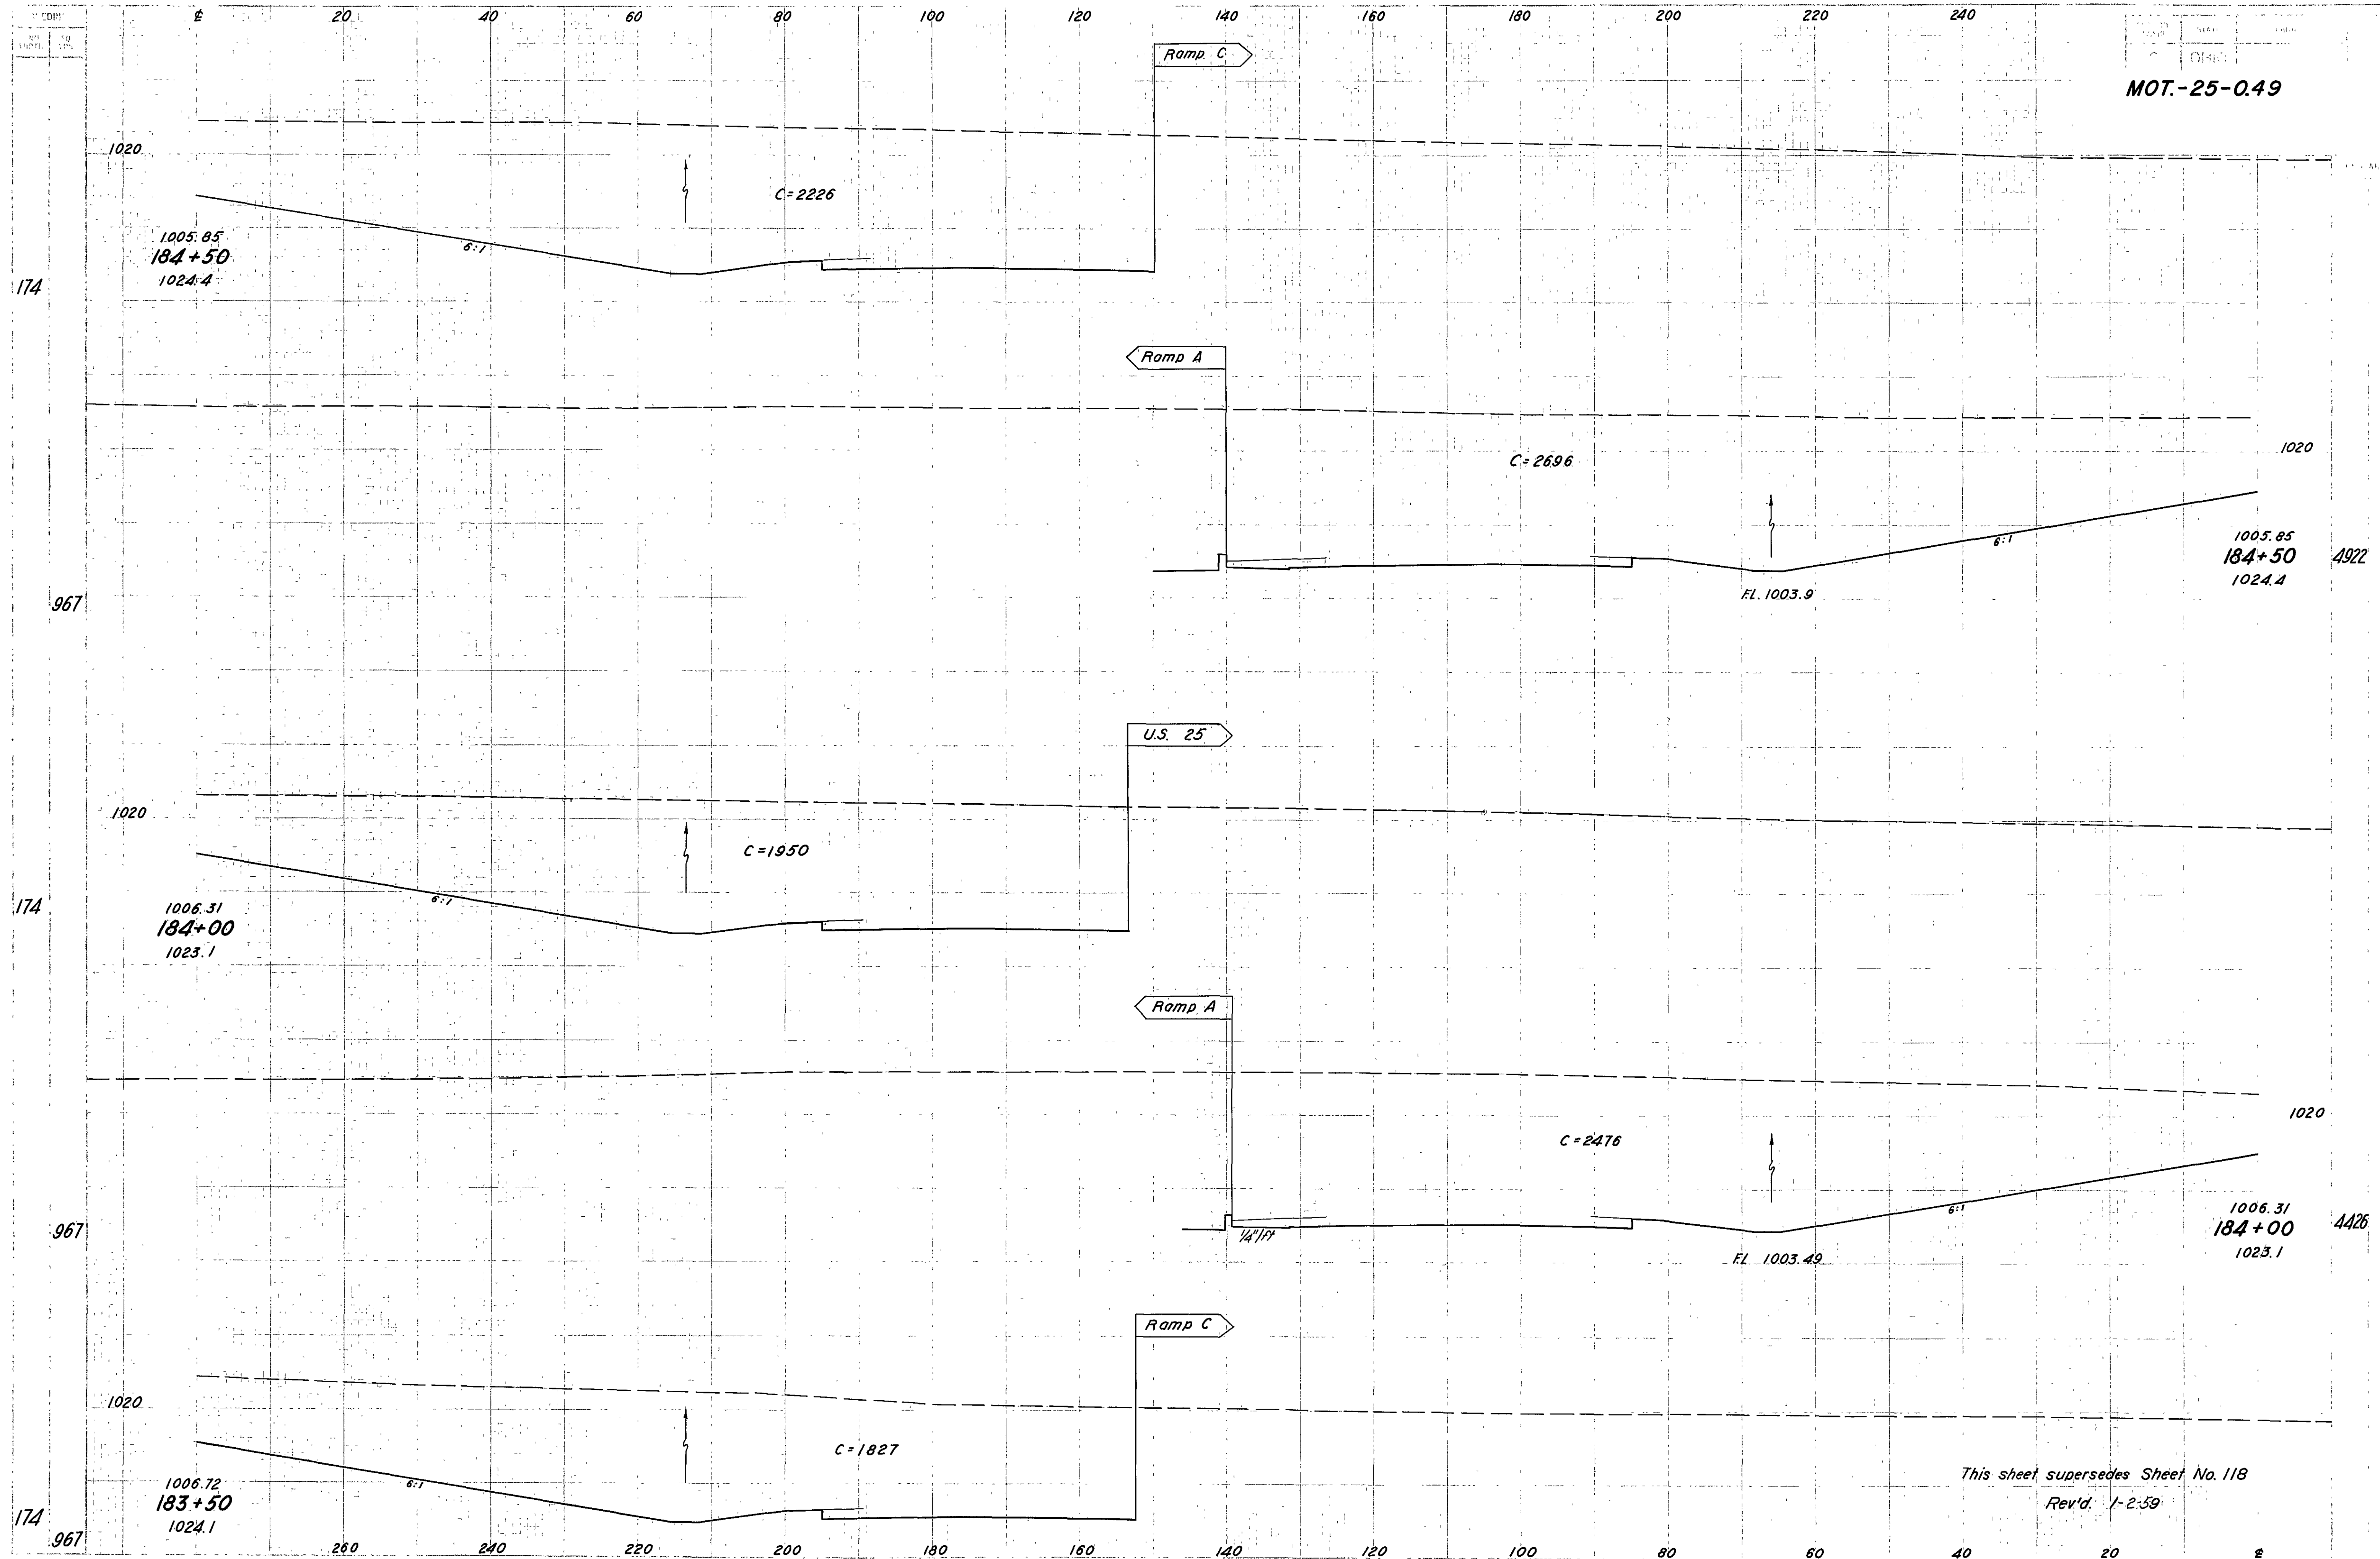 ℄ 20 40 60 80 100 120 140 160 180 200 220 240
OHIO
MOT.-25-0.49
Ramp C
1020
C=2226
6:1
1005.85
184+50
1024.4
174
Ramp A
1020
C=2696
6:1
1005.85
184+50
1024.4
4922
F.L. 1003.9
967
U.S. 25
1020
C=1950
6:1
1006.31
184+00
1023.1
174
Ramp A
1020
C=2476
6:1
1006.31
184+00
1023.1
4426
1/4"/ft
F.L. 1003.49
967
Ramp C
1020
C=1827
6:1
1006.72
183+50
1024.1
174
967
This sheet supersedes Sheet No. 118
Rev'd. 1-2-59
260 240 220 200 180 160 140 120 100 80 60 40 20 ℄